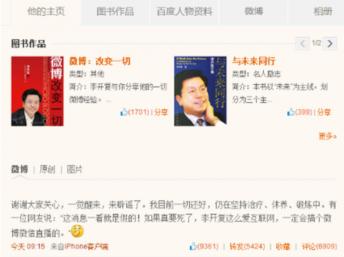 他的主页
图书作品
百度人物资料
微博
相册
图书作品
1/2
微博：改变一切
类型：其他
简介：李开复与你分享他的一切
微博经验。...
(1701) | 分享
与未来同行
类型：名人励志
简介：本书以“未来”为主线，划
分为三个主...
(399) | 分享
更多»
微博 | 原创 | 图片
谢谢大家关心，一觉醒来，来辟谣了，我目前一切还好，仍在坚持治疗、休养、锻炼中，有
一位网友说：“这消息一看就是假的！如果真要死了，李开复这么爱互联网，一定会搞个微
博微信直播的。”
今天 09:15 来自iPhone客户端
(9361) | 转发(5424) | 收藏 | 评论(6909)